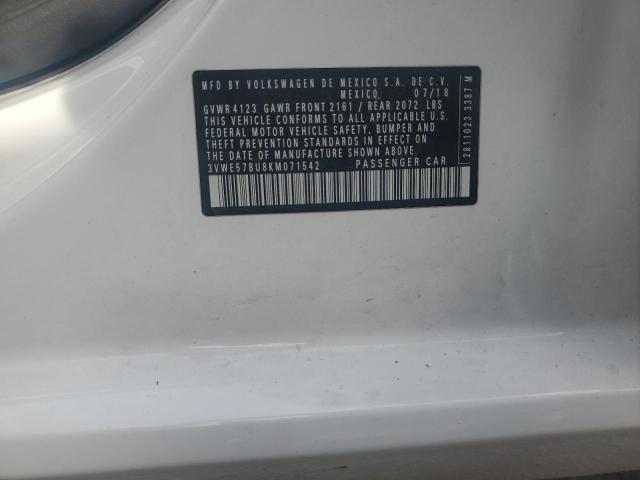 MFD BY VOLKSWAGEN DE MEXICO S.A. DE C.V.
MEXICO. 07/18
GVWR 4123 GAWR FRONT 2161 / REAR 2072 LBS
THIS VEHICLE CONFORMS TO ALL APPLICABLE U.S.
FEDERAL MOTOR VEHICLE SAFETY, BUMPER AND
THEFT PREVENTION STANDARDS IN EFFECT ON
THE DATE OF MANUFACTURE SHOWN ABOVE.
3VWE57BU8KM071542 PASSENGER CAR
2811023 3387 M